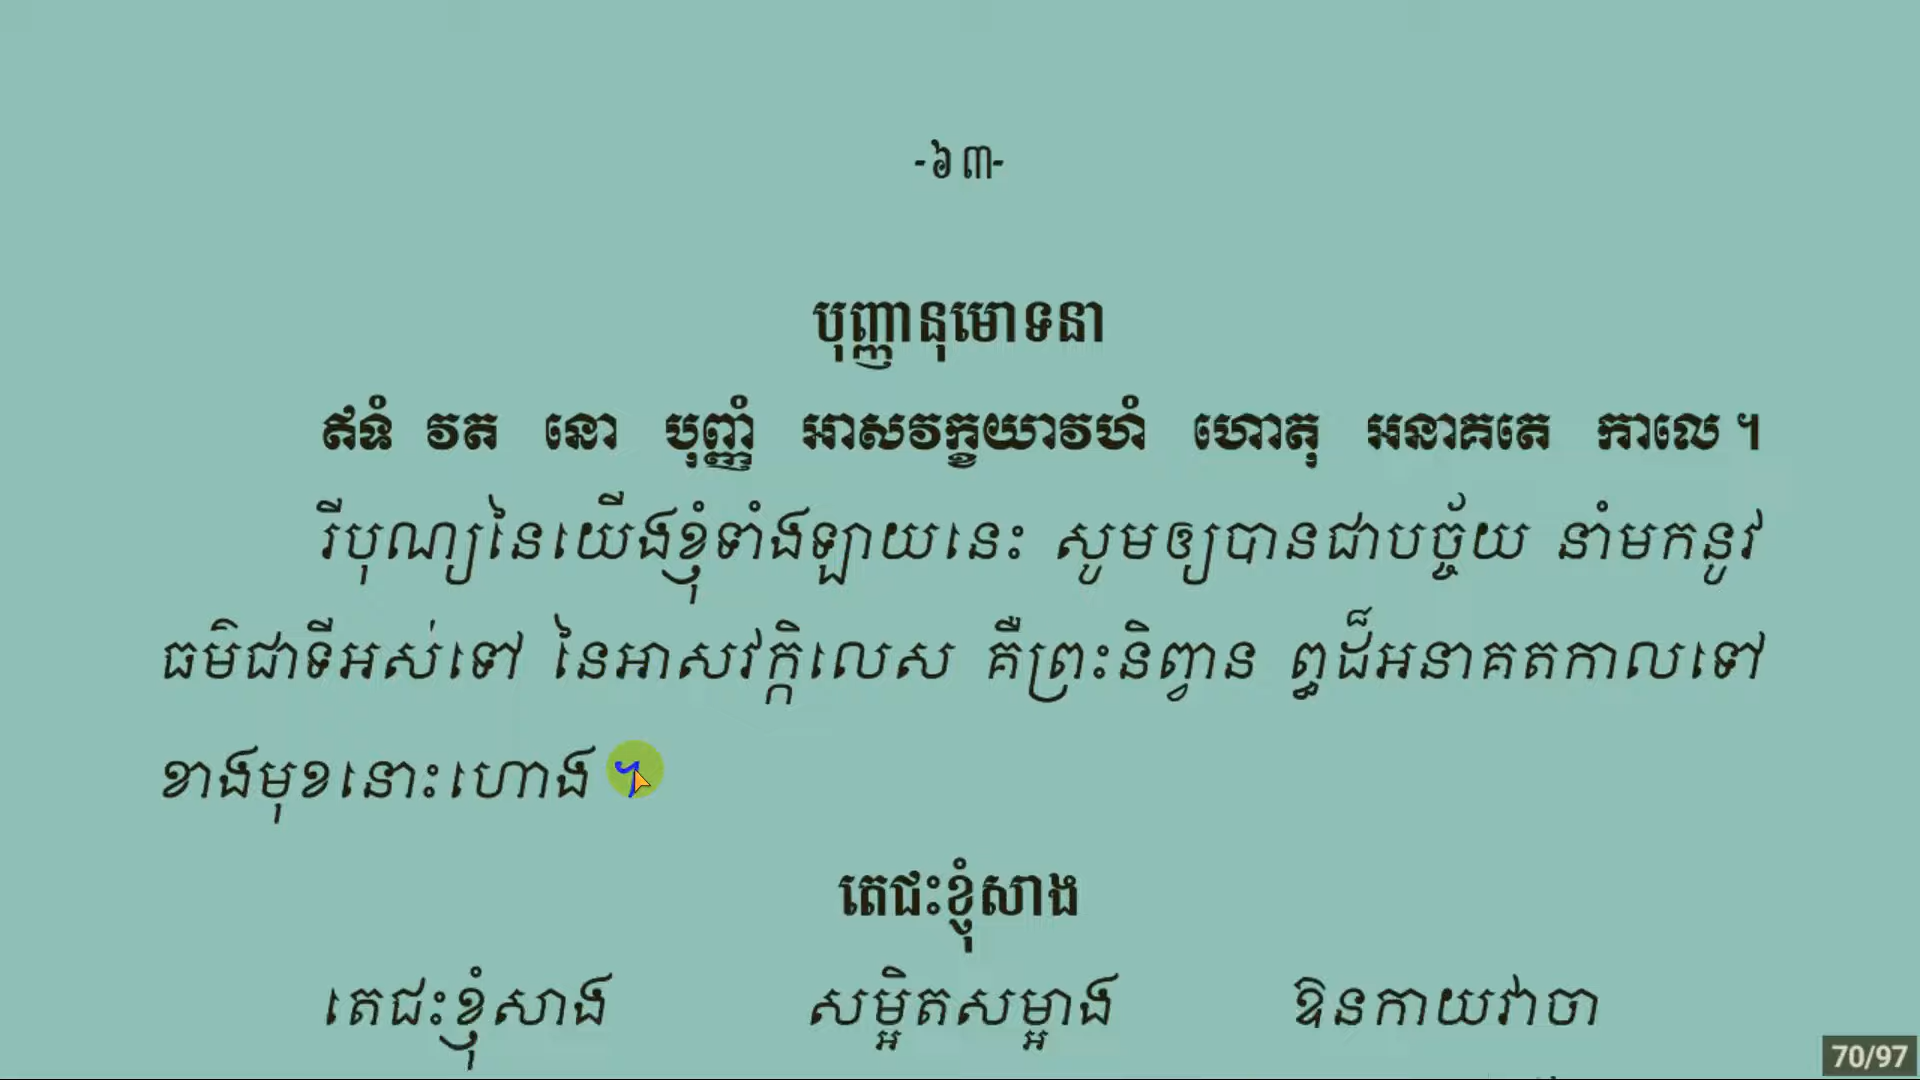 -៦៣-
បុញ្ញានុមោទនា
ឥទំ វត នោ បុញ្ញំ អាសវក្ខយាវហំ ហោតុ អនាគតេ កាលេ ។
រីបុណ្យនៃយើងខ្ញុំទាំងឡាយនេះ សូមឲ្យបានជាបច្ច័យ នាំមកនូវ
ធម៌ជាទីអស់ទៅ នៃអាសវក្កិលេស គឺព្រះនិព្វាន ឰដ៏អនាគតកាលទៅ
ខាងមុខនោះហោង ។
តេជះខ្ញុំសាង
តេជះខ្ញុំសាង សម្អិតសម្អាង ឱនកាយវាចា
70/97